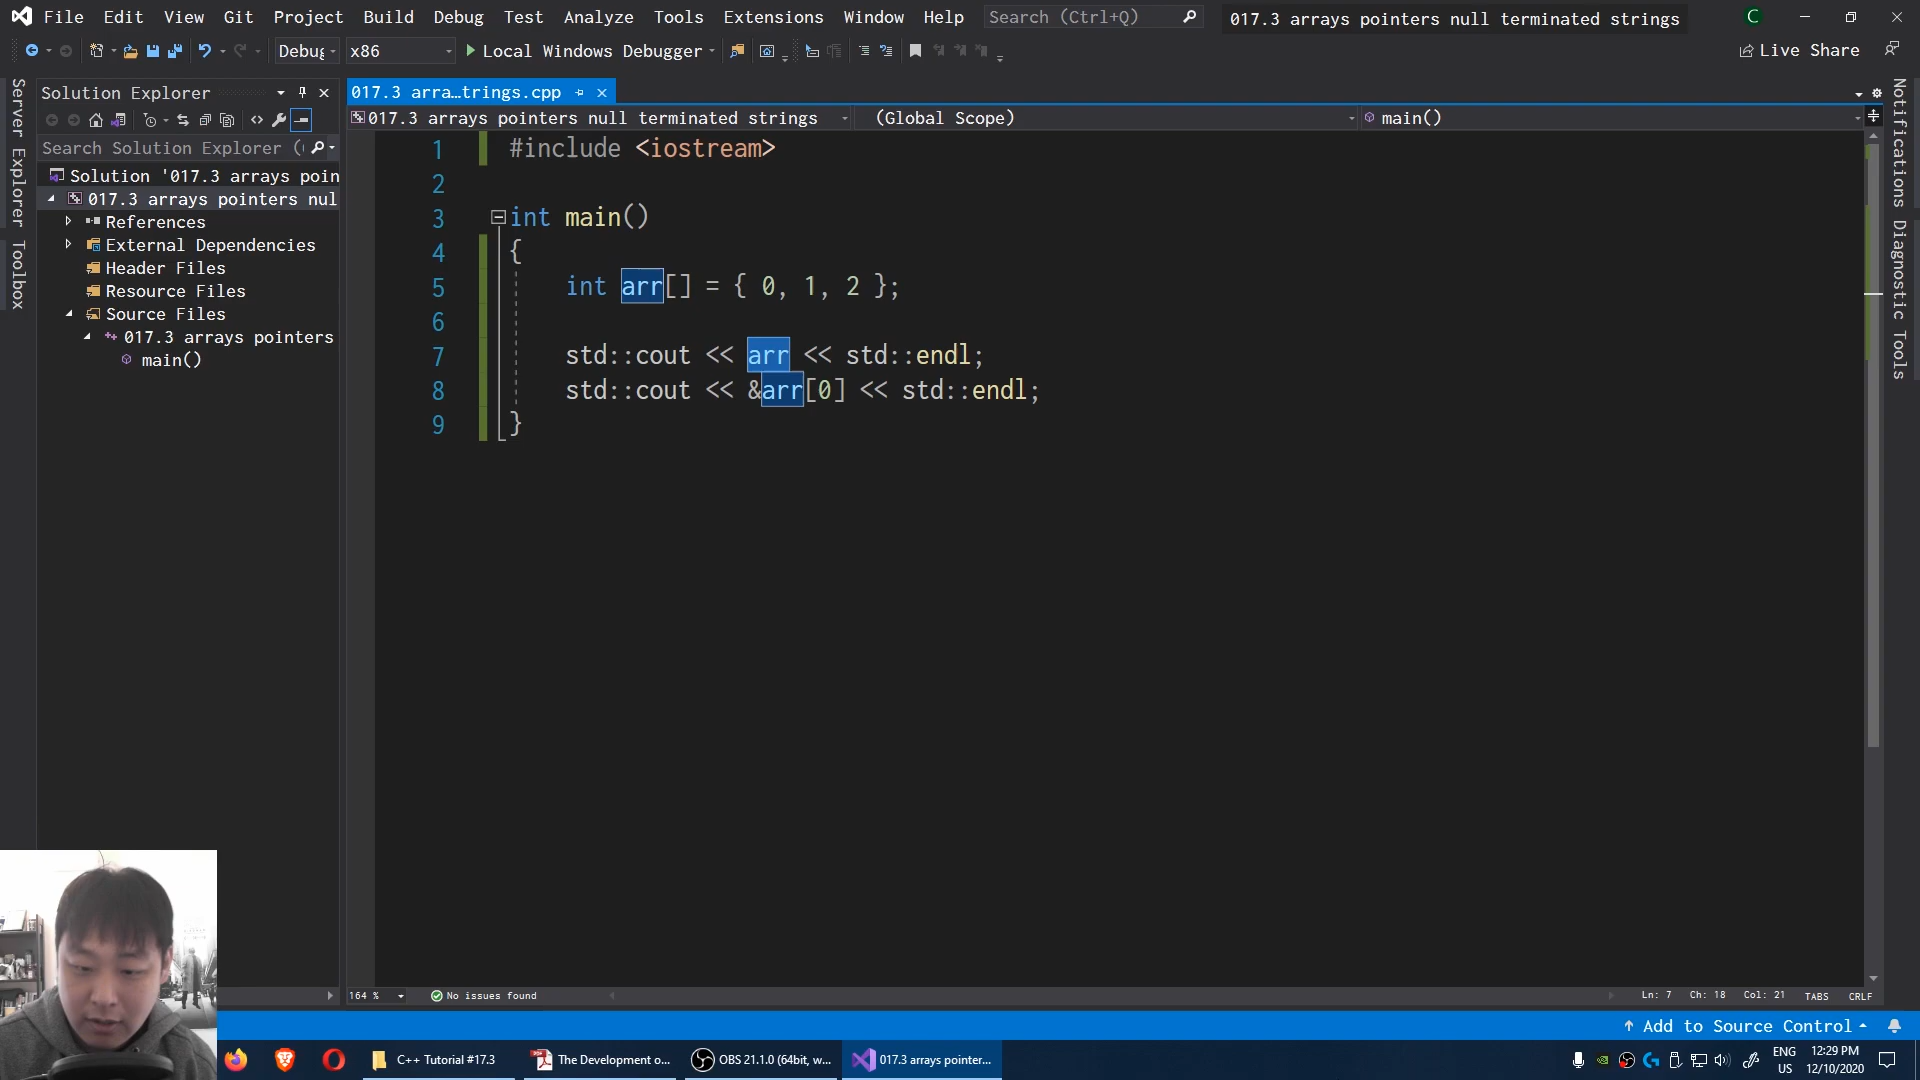 File Edit View Git Project Build Debug Test Analyze Tools Extensions Window Help Search (Ctrl+Q) 017.3 arrays pointers null terminated strings C
Debug x86 Local Windows Debugger Live Share
Server Explorer
Toolbox
Solution Explorer
Search Solution Explorer (
Solution '017.3 arrays poin
017.3 arrays pointers nul
References
External Dependencies
Header Files
Resource Files
Source Files
017.3 arrays pointers
main()
017.3 arra…trings.cpp
017.3 arrays pointers null terminated strings (Global Scope) main()
1 #include <iostream>
2
3 int main()
4 {
5 int arr[] = { 0, 1, 2 };
6
7 std::cout << arr << std::endl;
8 std::cout << &arr[0] << std::endl;
9 }
Notifications
Diagnostic Tools
164 % No issues found Ln: 7 Ch: 18 Col: 21 TABS CRLF
Add to Source Control
C++ Tutorial #17.3 The Development o... OBS 21.1.0 (64bit, w... 017.3 arrays pointer...
ENG
US
12:29 PM
12/10/2020